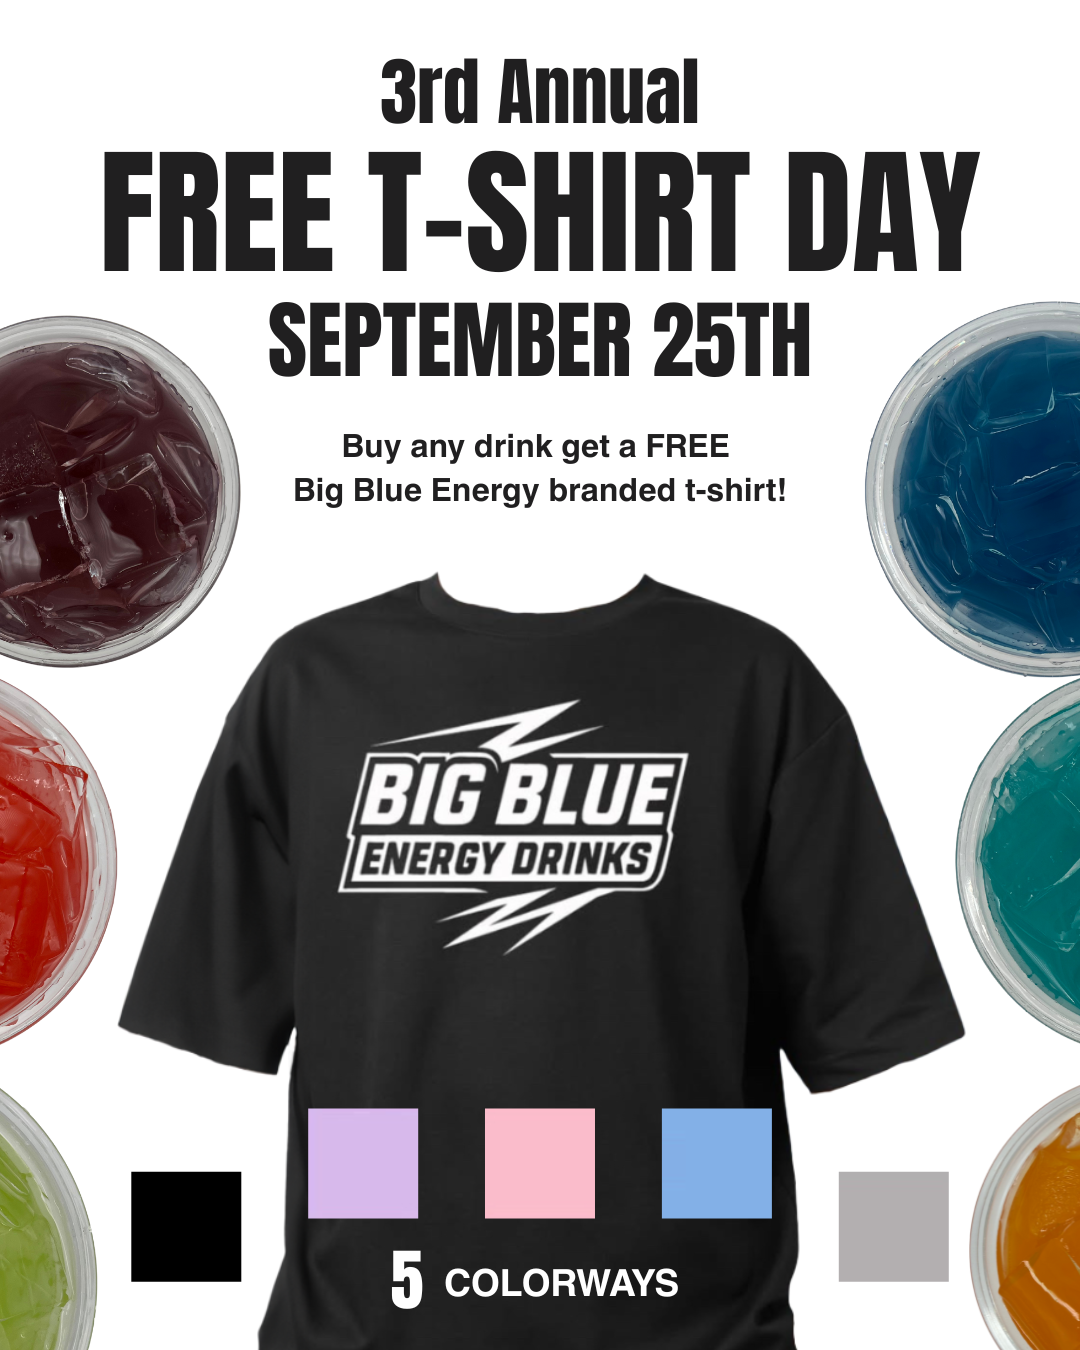 3rd Annual
FREE T-SHIRT DAY
SEPTEMBER 25TH
Buy any drink get a FREE
Big Blue Energy branded t-shirt!
BIG BLUE
ENERGY DRINKS
5 COLORWAYS